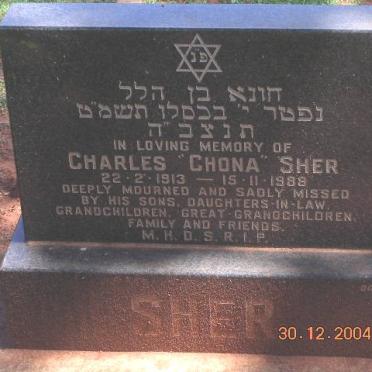 פ״נ
חונא בן הלל
נפטר ו' בכסלו תשמ"ט
תנצב"ה
IN LOVING MEMORY OF
CHARLES "CHONA" SHER
22·2·1913 — 15·11·1988
DEEPLY MOURNED AND SADLY MISSED
BY HIS SONS, DAUGHTERS-IN-LAW,
GRANDCHILDREN, GREAT-GRANDCHILDREN,
FAMILY AND FRIENDS.
M.H.D.S.R.I.P.
SHER
30.12.2004